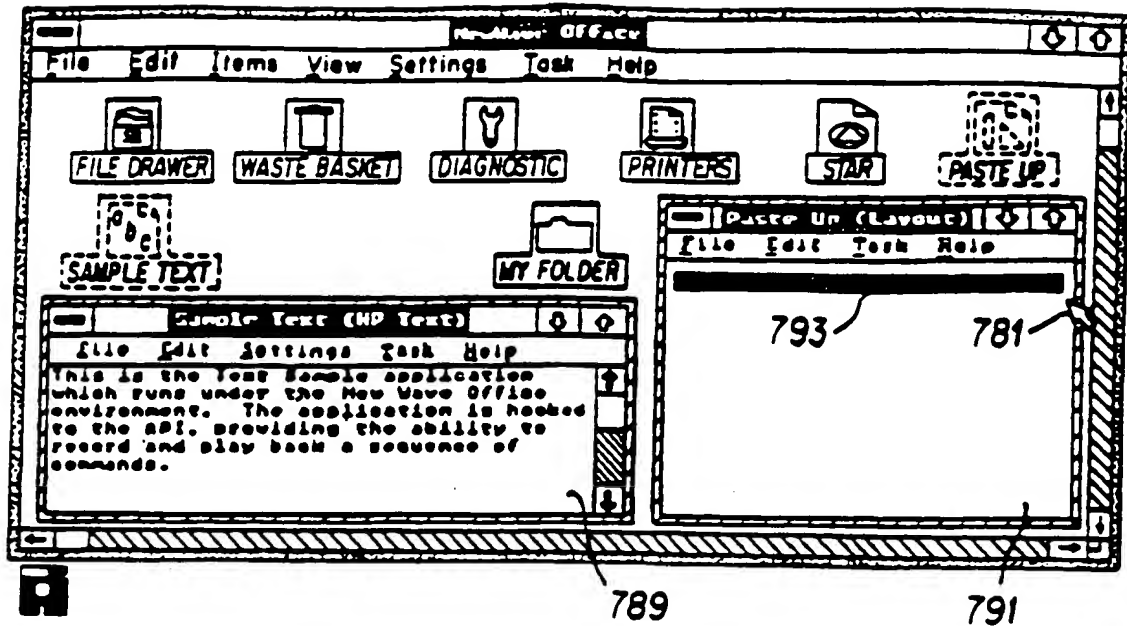 NewWave Office
File Edit Items View Settings Task Help
FILE DRAWER WASTE BASKET DIAGNOSTIC PRINTERS STAR PASTE UP
a b c
SAMPLE TEXT MY FOLDER
Paste Up (Layout)
File Edit Task Help
793 781
Sample Text (HP Text)
File Edit Settings Task Help
This is the Text Sample application
which runs under the New Wave Office
environment. The application is hooked
to the API, providing the ability to
record and play back a sequence of
commands.
789 791